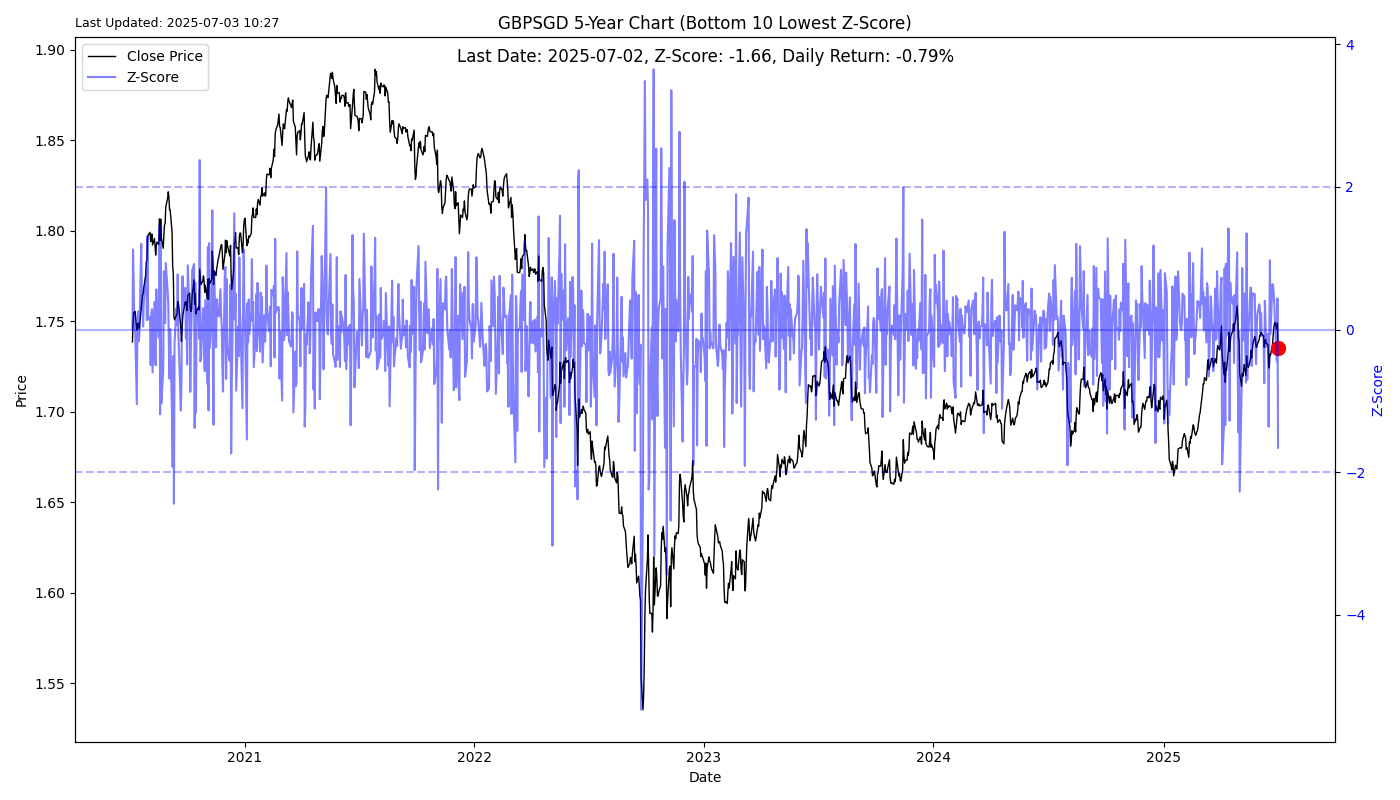 Last Updated: 2025-07-03 10:27
GBPSGD 5-Year Chart (Bottom 10 Lowest Z-Score)
Last Date: 2025-07-02, Z-Score: -1.66, Daily Return: -0.79%
Close Price
Z-Score
1.90
1.85
1.80
1.75
1.70
1.65
1.60
1.55
Price
4
2
0
−2
−4
Z-Score
2021
2022
2023
2024
2025
Date